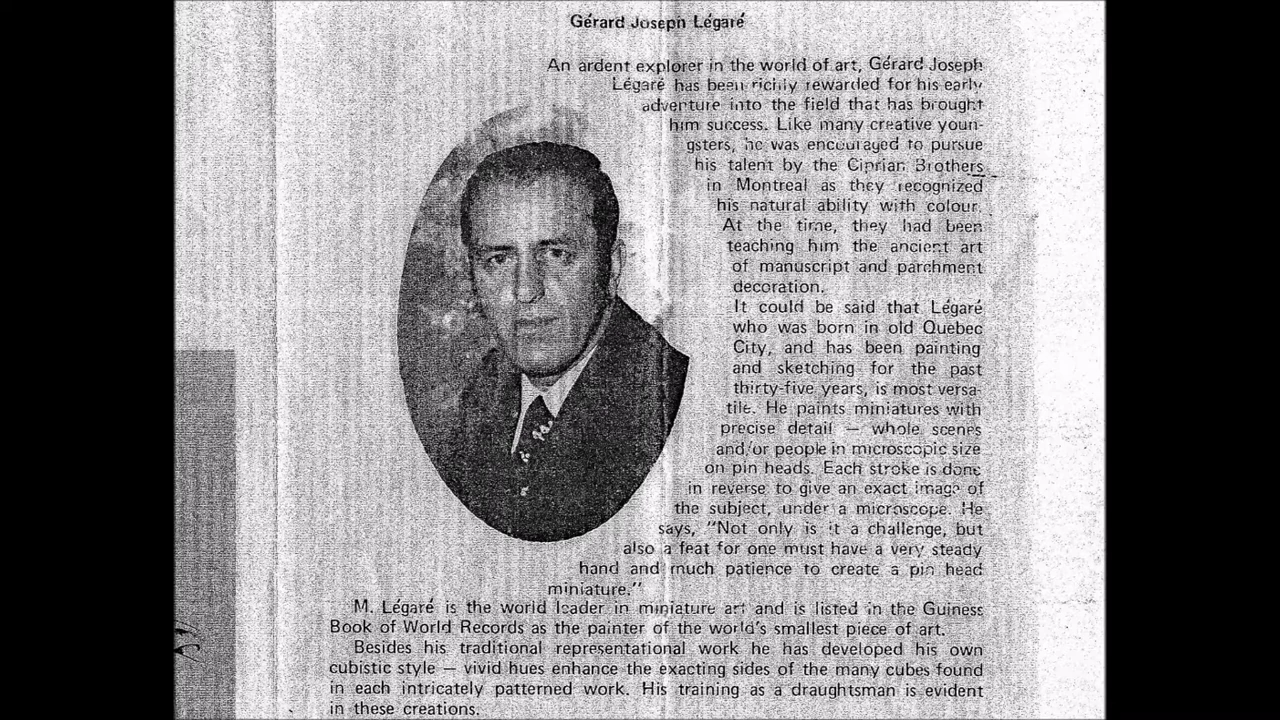 Gérard Joseph Légaré
An ardent explorer in the world of art, Gérard Joseph
Légaré has been richly rewarded for his early
adventure into the field that has brought
him success. Like many creative youn-
gsters, he was encouraged to pursue
his talent by the Ciprian Brothers
in Montreal as they recognized
his natural ability with colour.
At the time, they had been
teaching him the ancient art
of manuscript and parchment
decoration.
It could be said that Légaré
who was born in old Quebec
City, and has been painting
and sketching for the past
thirty-five years, is most versa-
tile. He paints miniatures with
precise detail — whole scenes
and/or people in microscopic size
on pin heads. Each stroke is done
in reverse to give an exact image of
the subject, under a microscope. He
says, "Not only is it a challenge, but
also a feat for one must have a very steady
hand and much patience to create a pin head
miniature."
M. Légaré is the world leader in miniature art and is listed in the Guiness
Book of World Records as the painter of the world's smallest piece of art.
Besides his traditional representational work he has developed his own
cubistic style — vivid hues enhance the exacting sides of the many cubes found
in each intricately patterned work. His training as a draughtsman is evident
in these creations.